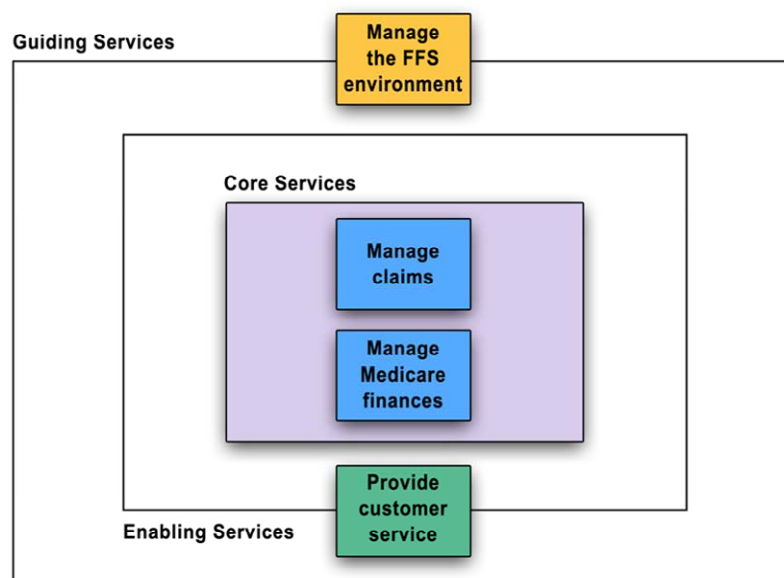 Guiding Services
Manage
the FFS
environment
Core Services
Manage
claims
Manage
Medicare
finances
Provide
customer
service
Enabling Services